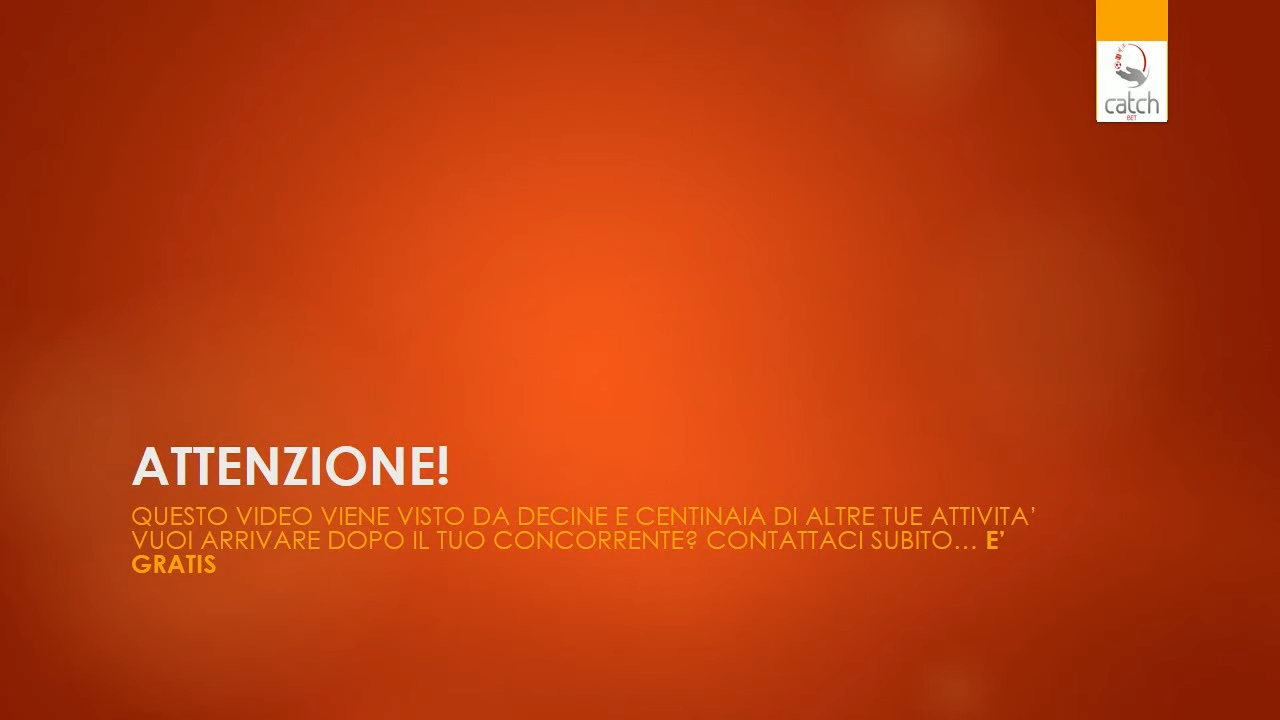 catch
BET
ATTENZIONE!
QUESTO VIDEO VIENE VISTO DA DECINE E CENTINAIA DI ALTRE TUE ATTIVITA’
VUOI ARRIVARE DOPO IL TUO CONCORRENTE? CONTATTACI SUBITO… E’
GRATIS